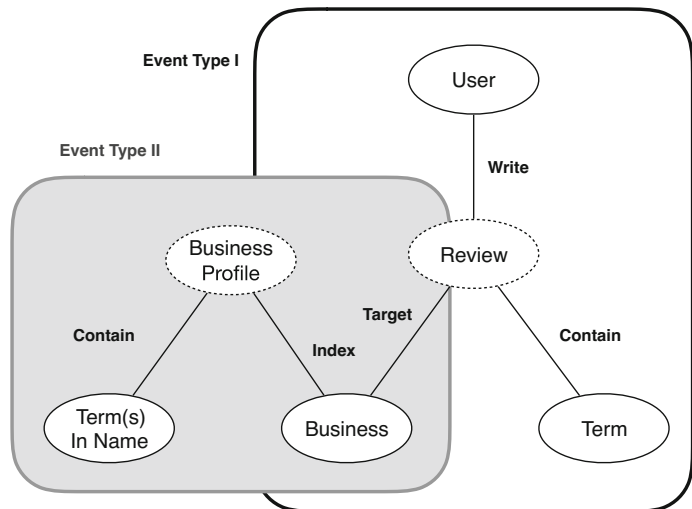 Event Type I
User
Event Type II
Write
Business
Profile
Review
Target
Contain
Index
Contain
Term(s)
In Name
Business
Term